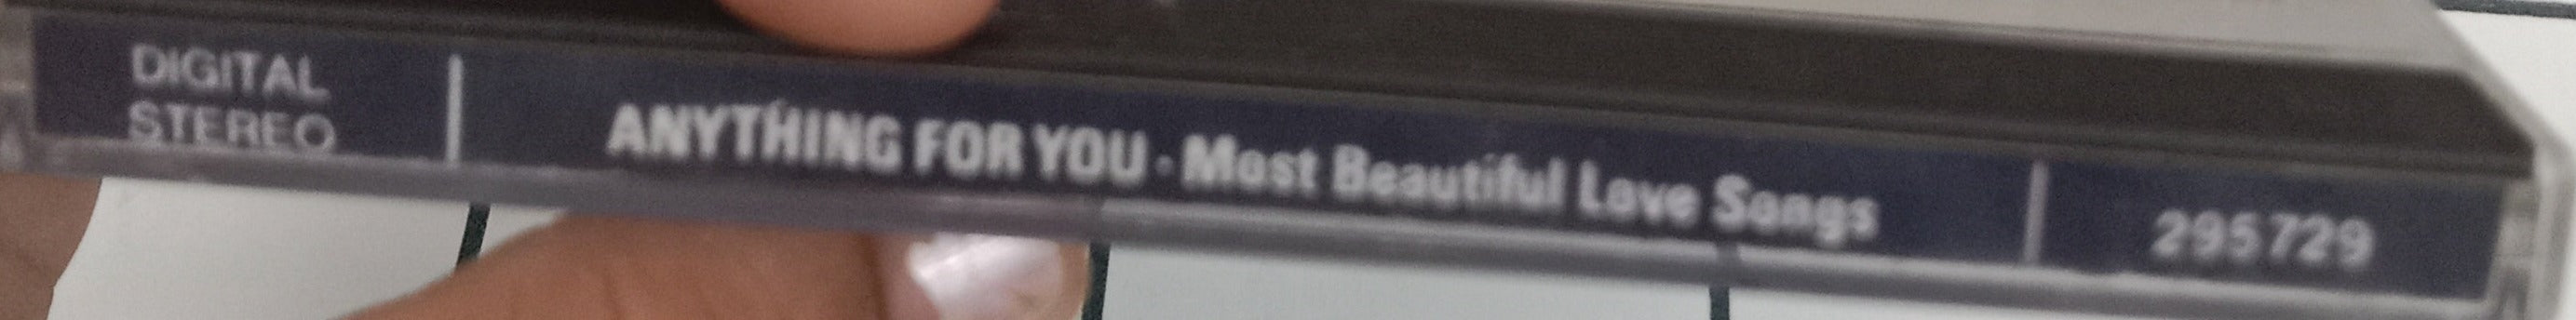 DIGITAL
STEREO
ANYTHING FOR YOU · Most Beautiful Love Songs
295729